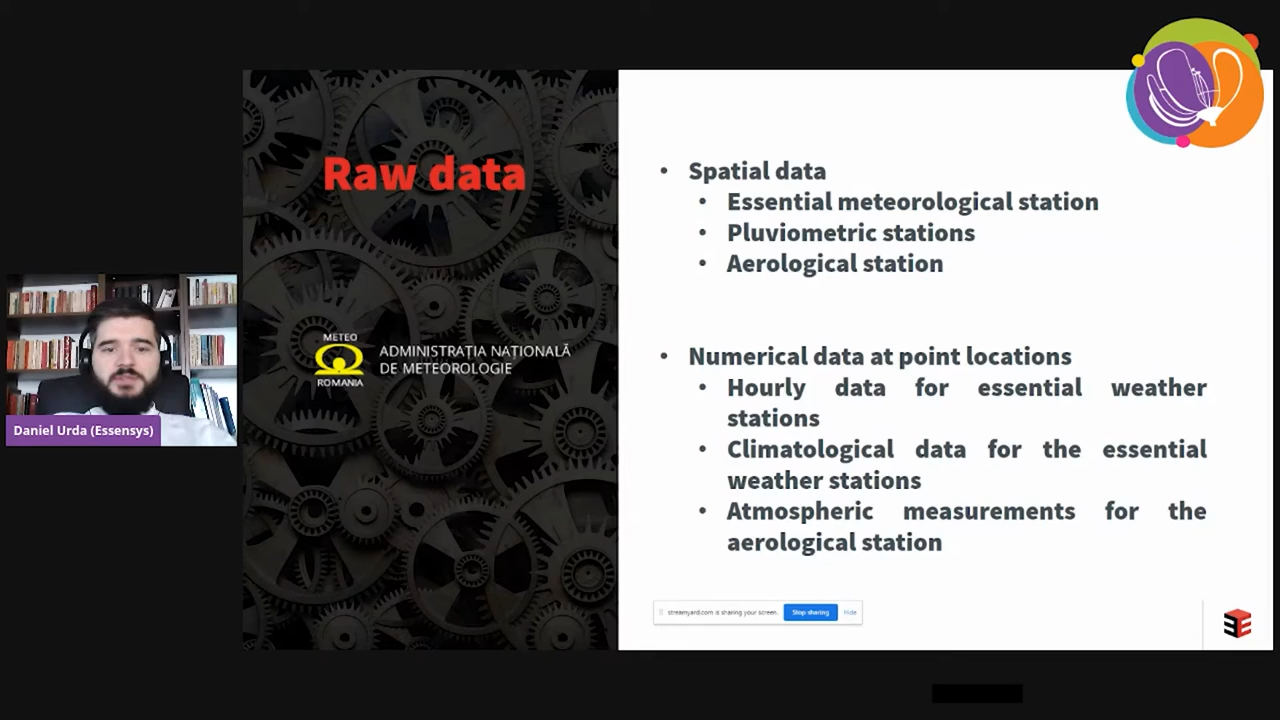 Raw data
METEO
ROMANIA
ADMINISTRAȚIA NAȚIONALĂ
DE METEOROLOGIE
Daniel Urda (Essensys)
• Spatial data
• Essential meteorological station
• Pluviometric stations
• Aerological station
• Numerical data at point locations
• Hourly data for essential weather
stations
• Climatological data for the essential
weather stations
• Atmospheric measurements for the
aerological station
streamyard.com is sharing your screen.
Stop sharing
Hide